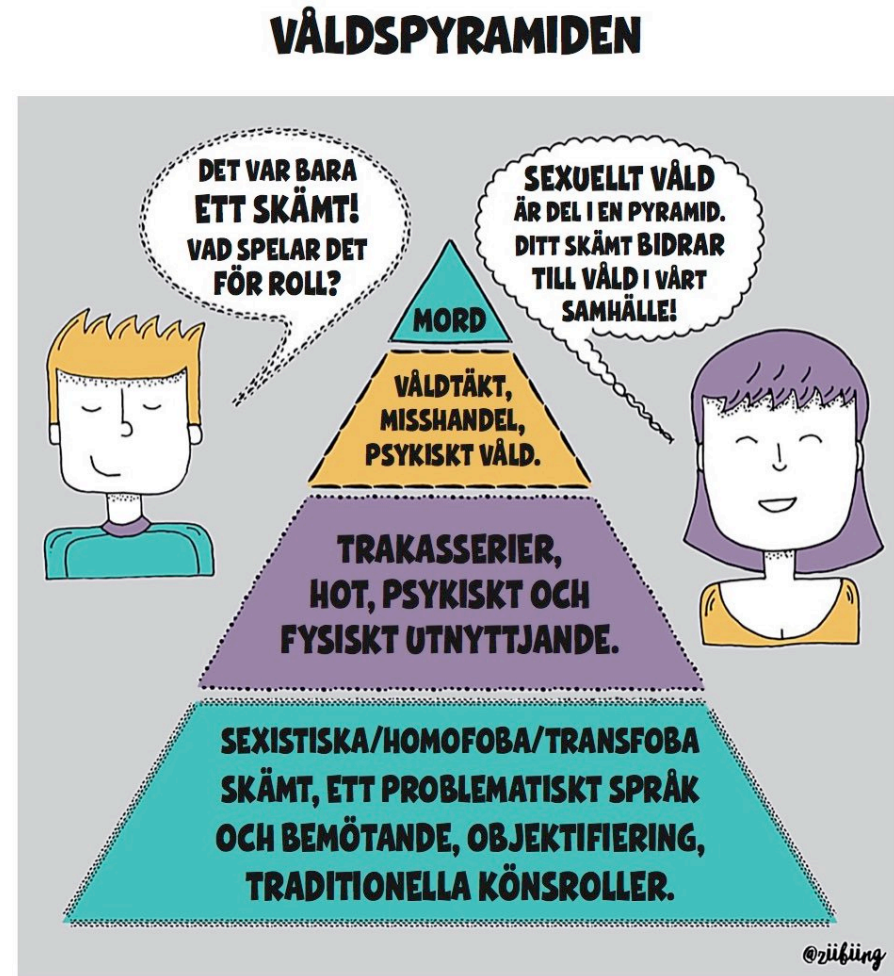 VÅLDSPYRAMIDEN
DET VAR BARA
ETT SKÄMT!
VAD SPELAR DET
FÖR ROLL?
SEXUELLT VÅLD
ÄR DEL I EN PYRAMID.
DITT SKÄMT BIDRAR
TILL VÅLD I VÅRT
SAMHÄLLE!
MORD
VÅLDTÄKT,
MISSHANDEL,
PSYKISKT VÅLD.
TRAKASSERIER,
HOT, PSYKISKT OCH
FYSISKT UTNYTTJANDE.
SEXISTISKA/HOMOFOBA/TRANSFOBA
SKÄMT, ETT PROBLEMATISKT SPRÅK
OCH BEMÖTANDE, OBJEKTIFIERING,
TRADITIONELLA KÖNSROLLER.
@ziibiing